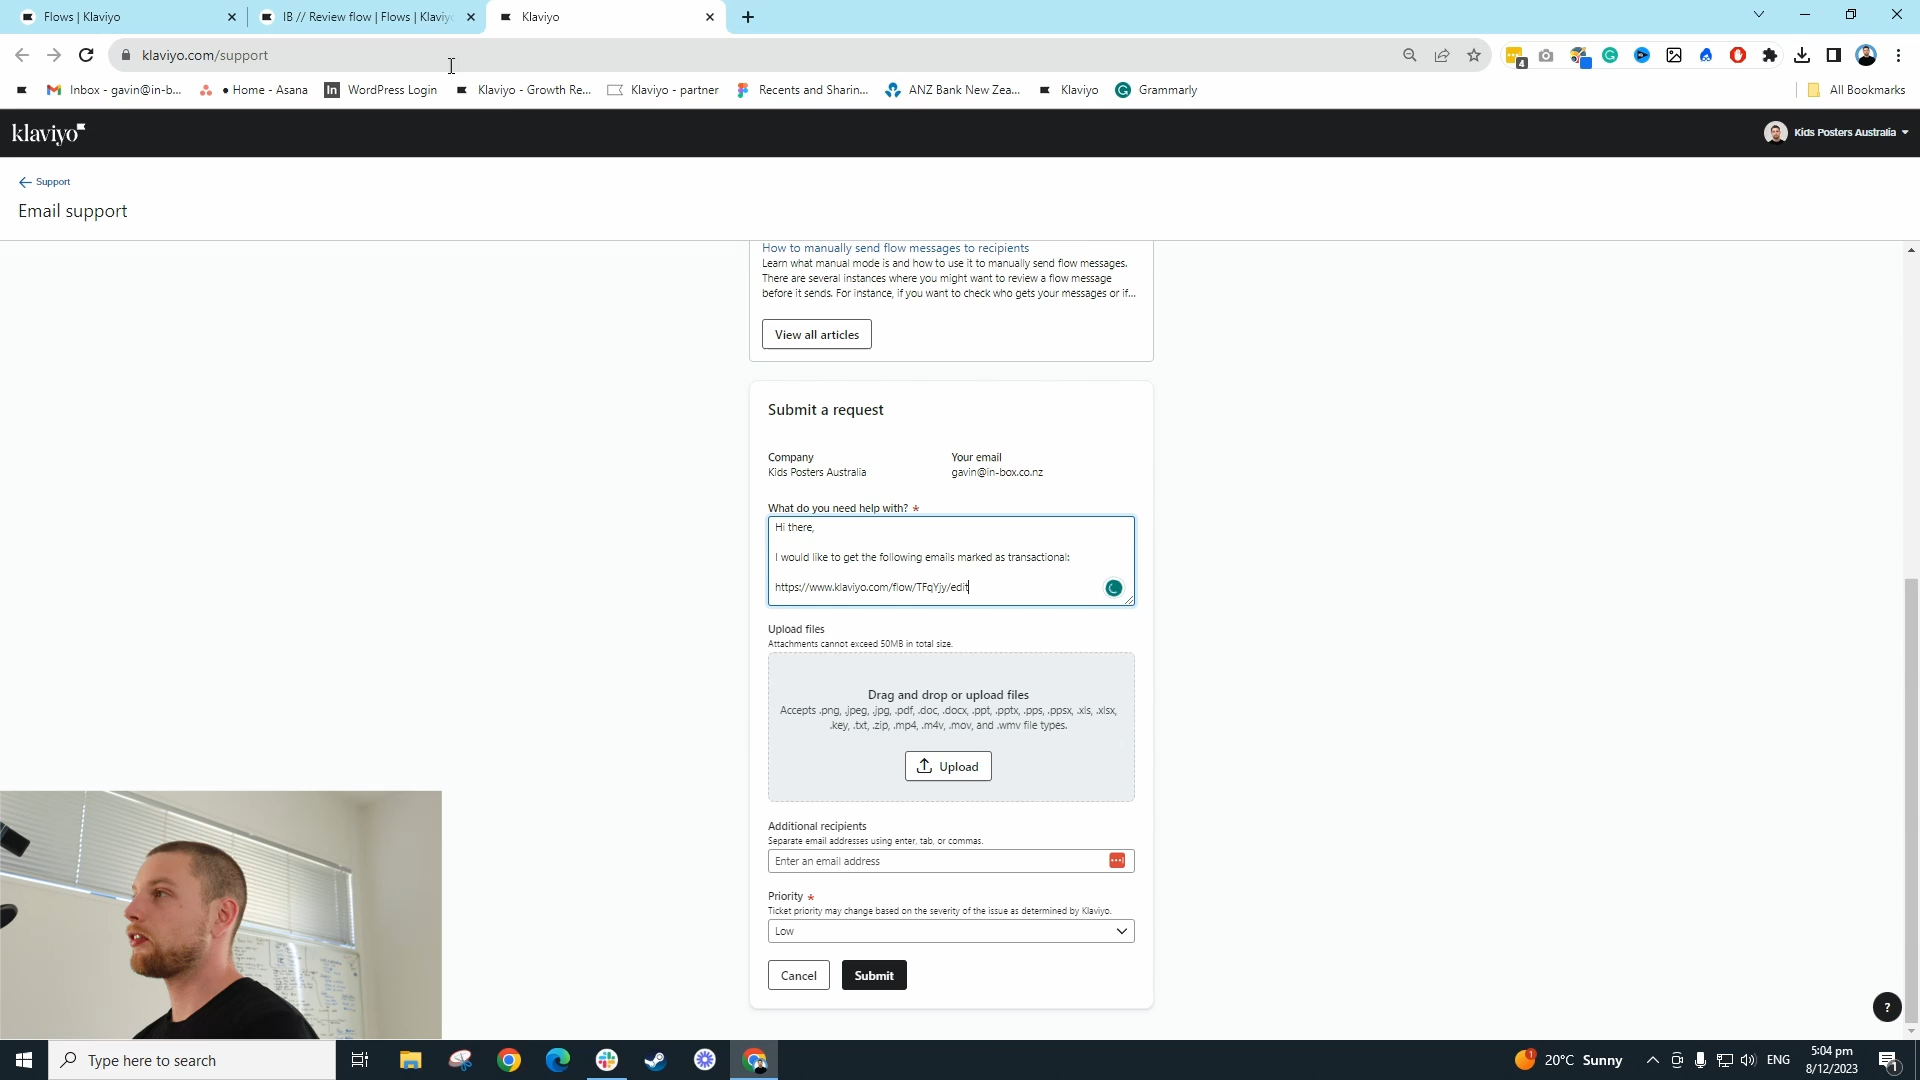 Flows | Klaviyo
IB // Review flow | Flows | Klaviyo
Klaviyo
klaviyo.com/support
4
Inbox - gavin@in-b...
• Home - Asana
In WordPress Login
Klaviyo - Growth Re...
Klaviyo - partner
Recents and Sharin...
ANZ Bank New Zea...
Klaviyo
Grammarly
All Bookmarks
klaviyo
Kids Posters Australia
Support
Email support
How to manually send flow messages to recipients
Learn what manual mode is and how to use it to manually send flow messages.
There are several instances where you might want to review a flow message
before it sends. For instance, if you want to check who gets your messages or if...
View all articles
Submit a request
Company
Your email
Kids Posters Australia
gavin@in-box.co.nz
What do you need help with? *
Hi there,
I would like to get the following emails marked as transactional:
https://www.klaviyo.com/flow/TFqYjy/edit
Upload files
Attachments cannot exceed 50MB in total size.
Drag and drop or upload files
Accepts .png, .jpeg, .jpg, .pdf, .doc, .docx, .ppt, .pptx, .pps, .ppsx, .xls, .xlsx,
.key, .txt, .zip, .mp4, .m4v, .mov, and .wmv file types.
Upload
Additional recipients
Separate email addresses using enter, tab, or commas.
Enter an email address
Priority *
Ticket priority may change based on the severity of the issue as determined by Klaviyo.
Low
Cancel
Submit
?
Type here to search
1
20°C Sunny
ENG
5:04 pm
8/12/2023
1